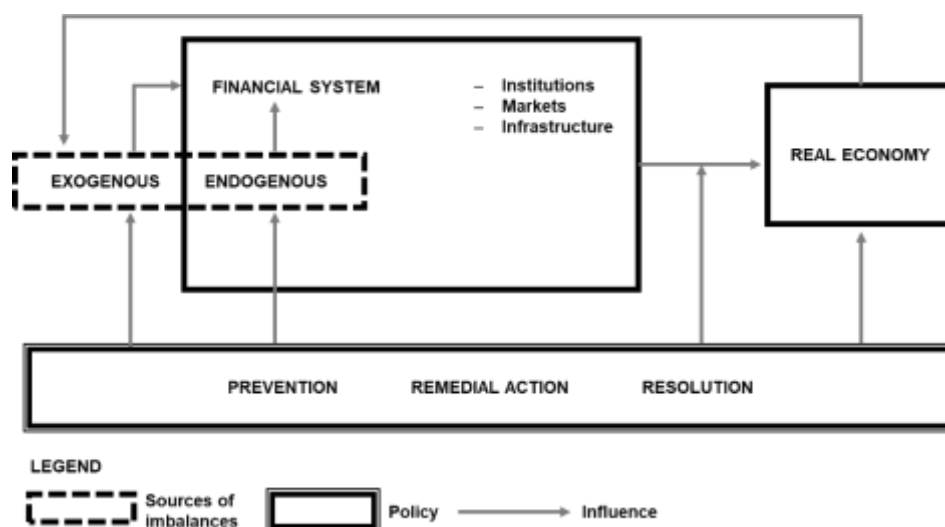 FINANCIAL SYSTEM
– Institutions
– Markets
– Infrastructure
REAL ECONOMY
EXOGENOUS
ENDOGENOUS
PREVENTION
REMEDIAL ACTION
RESOLUTION
LEGEND
Sources of
imbalances
Policy
Influence